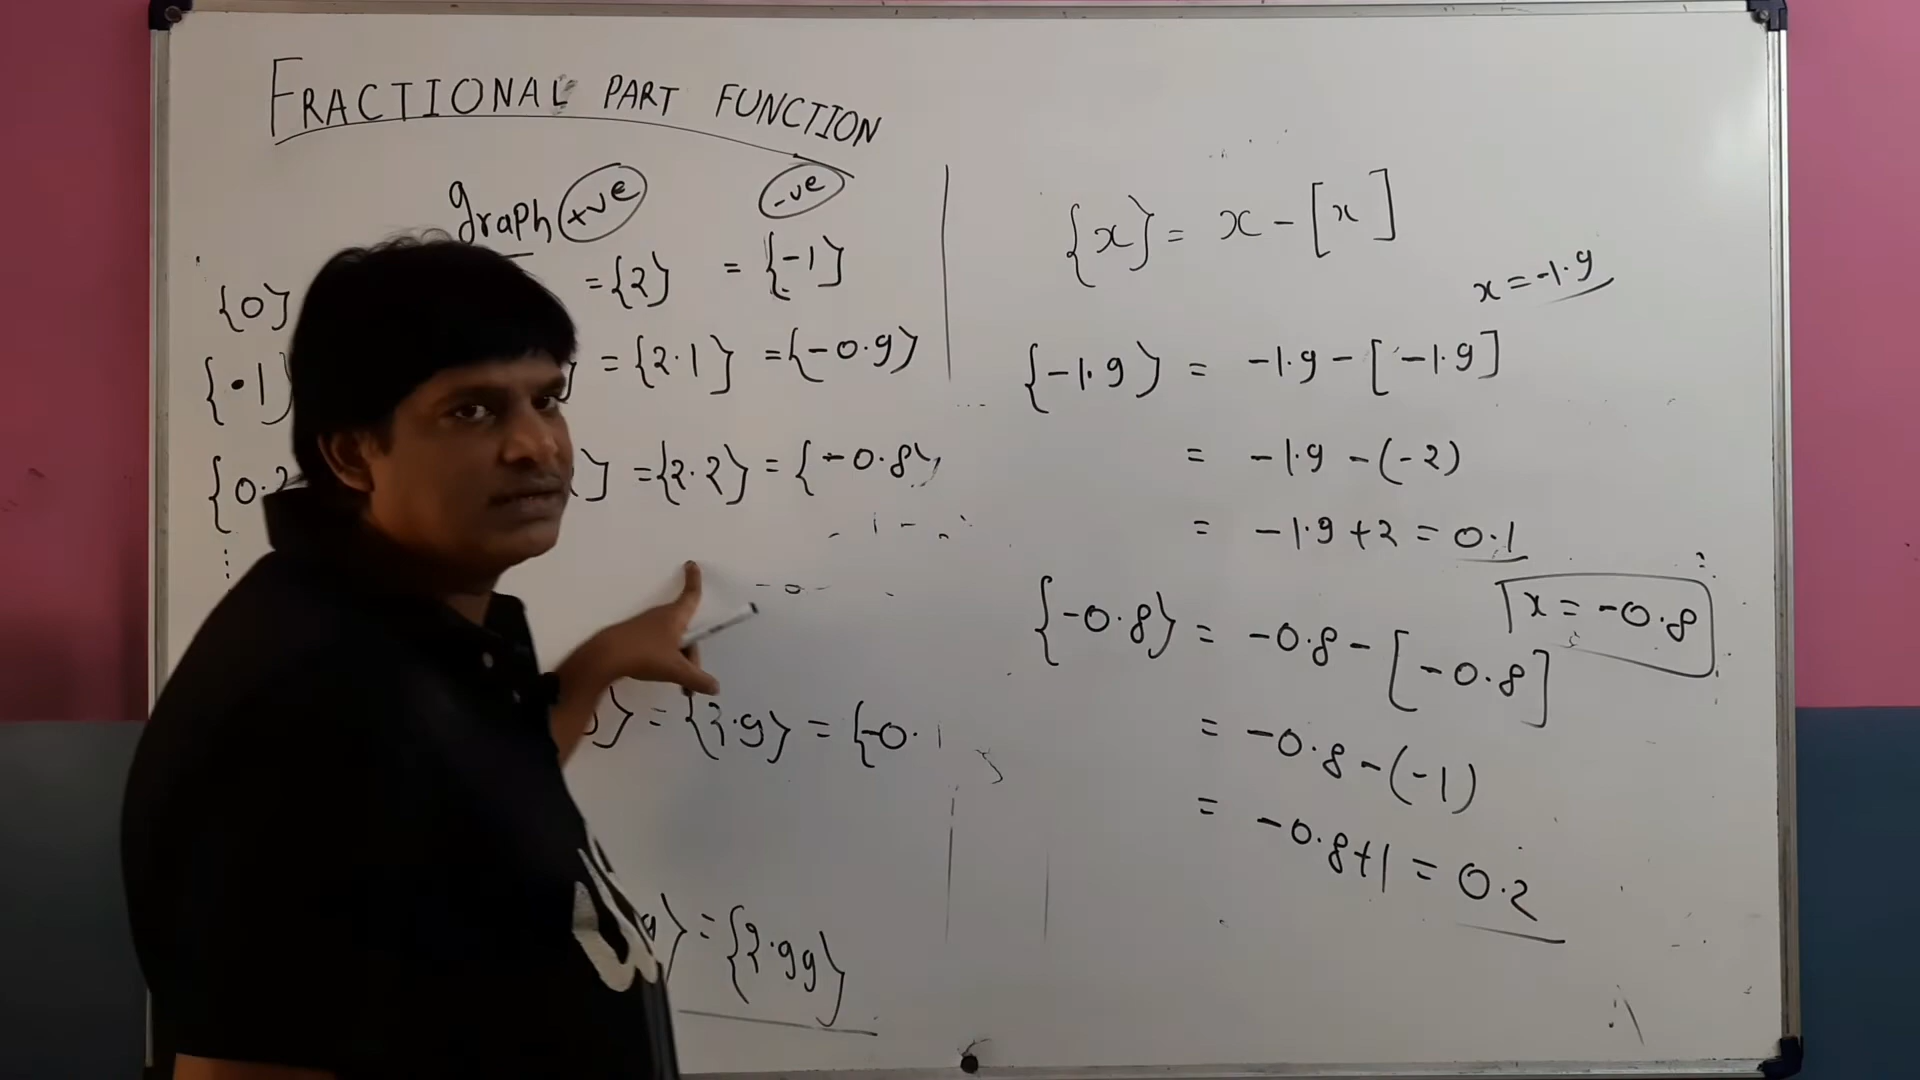 FRACTIONAL PART FUNCTION
graph +ve -ve
{0} = {2} = {-1}
{.1} = {2.1} = {-0.9}
{0.2 } = {2.2} = {-0.8}
} = {2.9} = {-0.1
9} = {2.99}
{x} = x - [x]
x = -1.9
{-1.9} = -1.9 - [-1.9]
= -1.9 - (-2)
= -1.9 + 2 = 0.1
x = -0.8
{-0.8} = -0.8 - [-0.8]
= -0.8 - (-1)
= -0.8 + 1 = 0.2